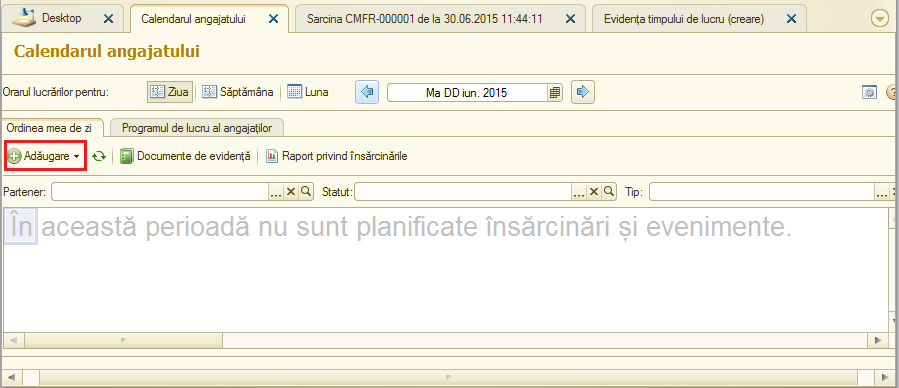 Desktop Calendarul angajatului Sarcina CMFR-000001 de la 30.06.2015 11:44:11 Evidența timpului de lucru (creare)
Calendarul angajatului
Orarul lucrărilor pentru: Ziua Săptămâna Luna Ma DD iun. 2015
Ordinea mea de zi Programul de lucru al angajaților
Adăugare Documente de evidență Raport privind însărcinările
Partener: Statut: Tip:
În această perioadă nu sunt planificate însărcinări și evenimente.